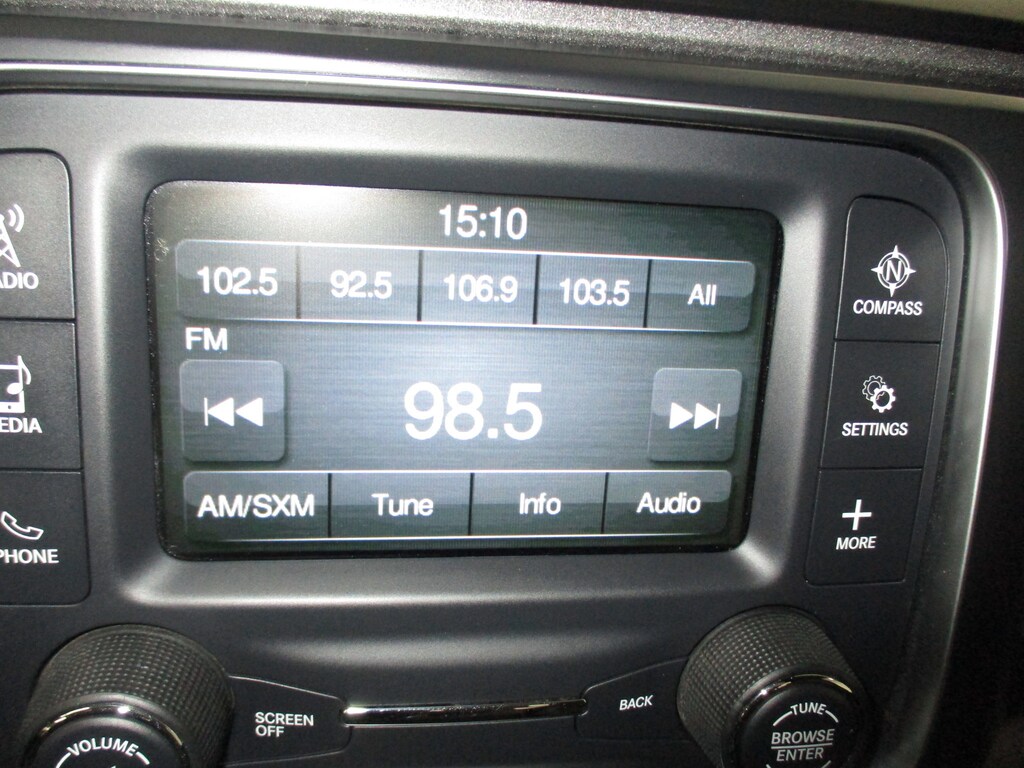 15:10
102.5 92.5 106.9 103.5 All
FM
98.5
AM/SXM Tune Info Audio
ADIO
EDIA
PHONE
N
COMPASS
SETTINGS
MORE
VOLUME
SCREEN
OFF
BACK
TUNE
BROWSE
ENTER